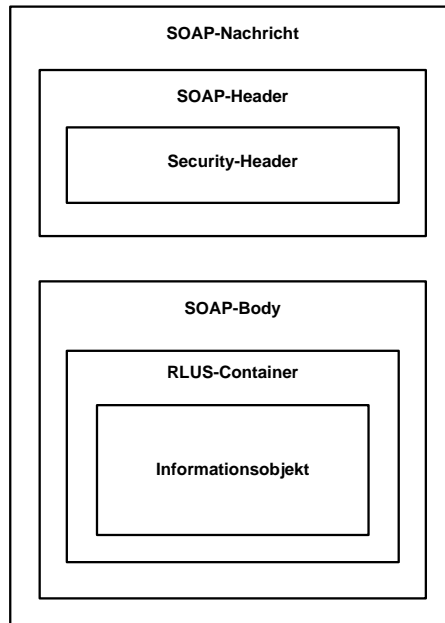 SOAP-Nachricht
SOAP-Header
Security-Header
SOAP-Body
RLUS-Container
Informationsobjekt